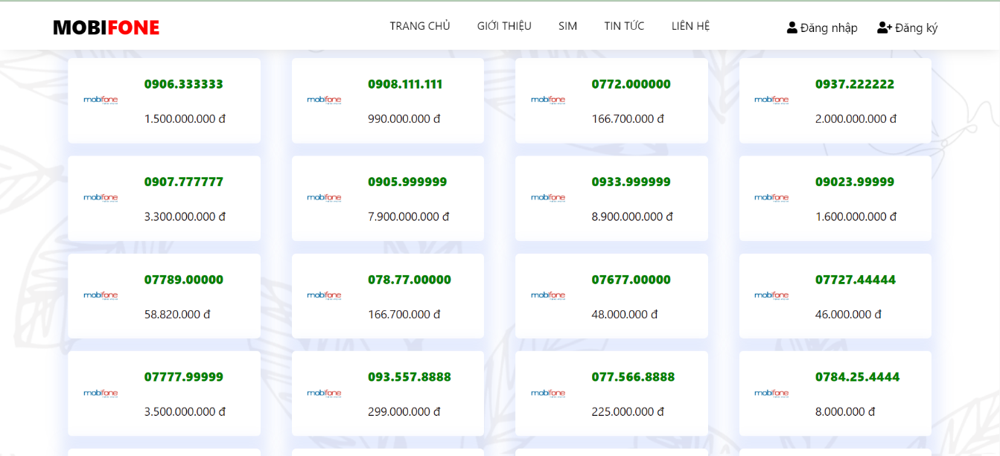 MOBIFONE TRANG CHỦ GIỚI THIỆU SIM TIN TỨC LIÊN HỆ Đăng nhập Đăng ký
mobifone 0906.333333
1.500.000.000 đ
mobifone 0908.111.111
990.000.000 đ
mobifone 0772.000000
166.700.000 đ
mobifone 0937.222222
2.000.000.000 đ
mobifone 0907.777777
3.300.000.000 đ
mobifone 0905.999999
7.900.000.000 đ
mobifone 0933.999999
8.900.000.000 đ
mobifone 09023.99999
1.600.000.000 đ
mobifone 07789.00000
58.820.000 đ
mobifone 078.77.00000
166.700.000 đ
mobifone 07677.00000
48.000.000 đ
mobifone 07727.44444
46.000.000 đ
mobifone 07777.99999
3.500.000.000 đ
mobifone 093.557.8888
299.000.000 đ
mobifone 077.566.8888
225.000.000 đ
mobifone 0784.25.4444
8.000.000 đ